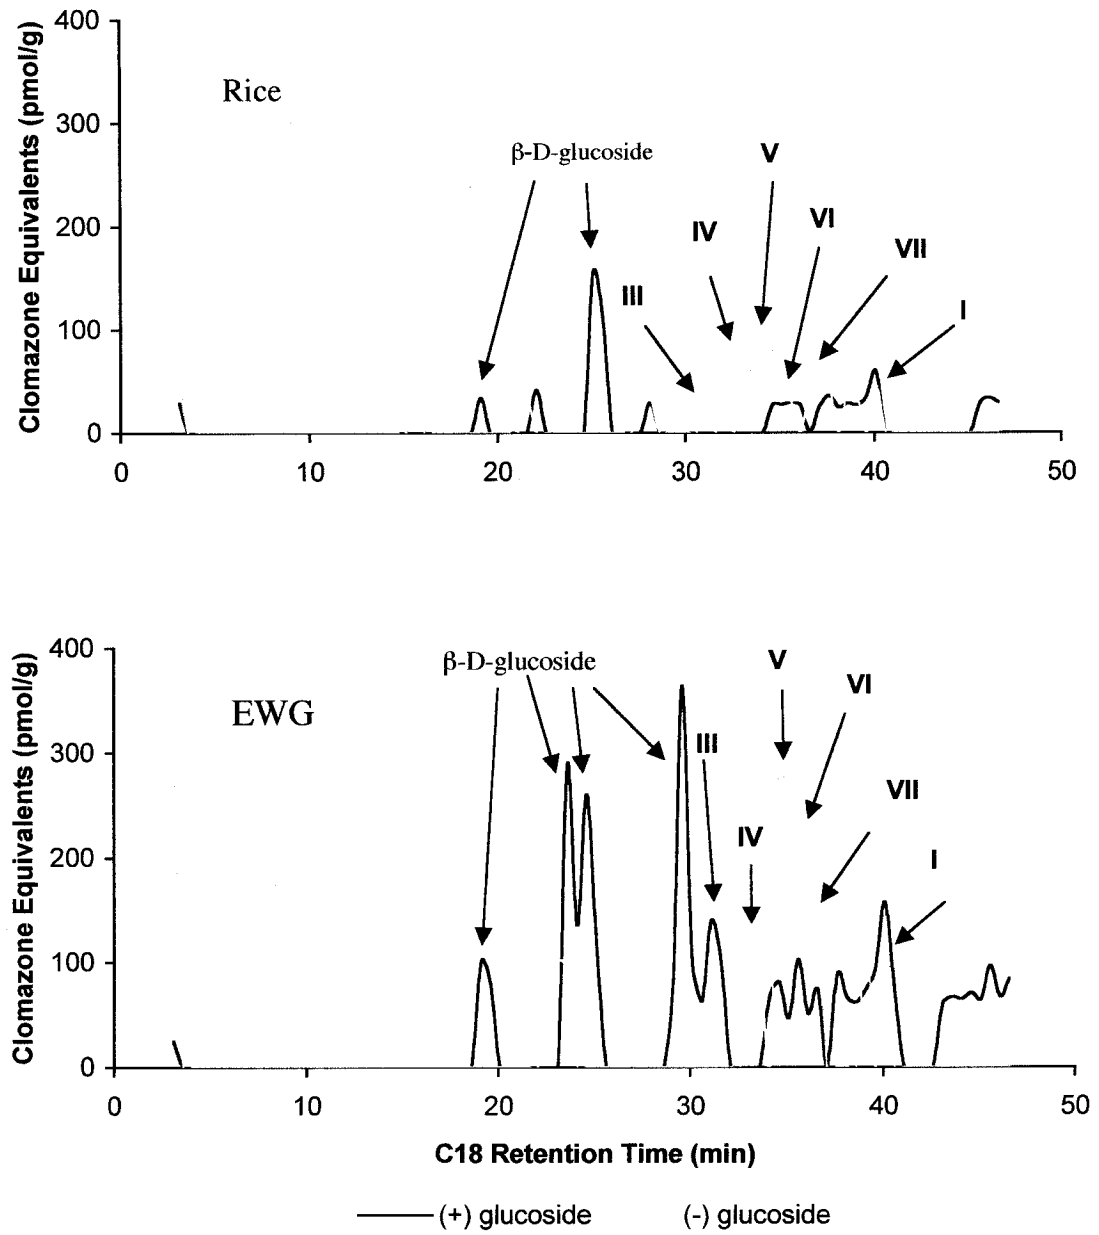 400
Rice
300
β-D-glucoside
V
200
IV
VI
VII
III
I
100
0
0 10 20 30 40 50
Clomazone Equivalents (pmol/g)
400
β-D-glucoside
V
VI
EWG
300
III
VII
200
IV
I
100
0
0 10 20 30 40 50
Clomazone Equivalents (pmol/g)
C18 Retention Time (min)
(+) glucoside (-) glucoside